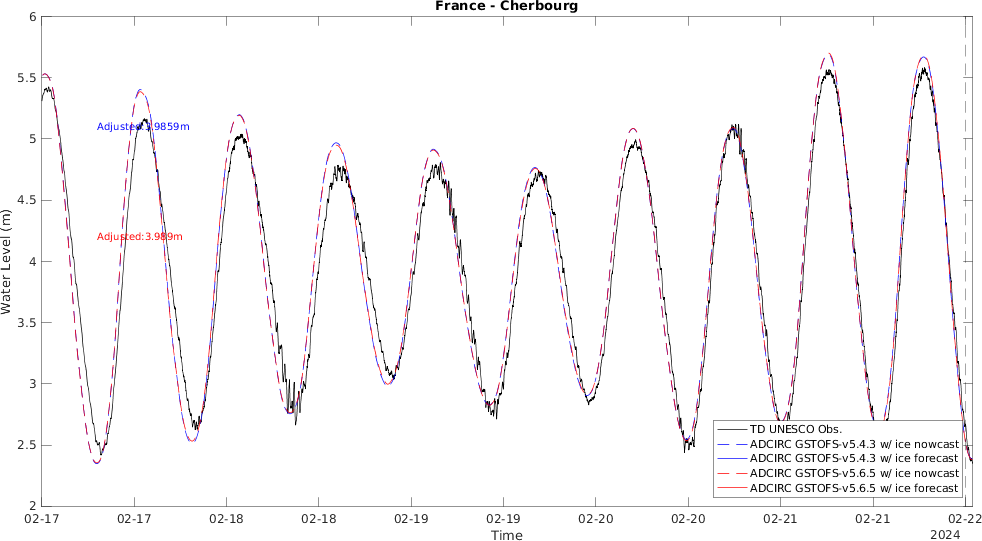 France - Cherbourg
6
5.5
5
4.5
4
3.5
3
2.5
2
Water Level (m)
Adjusted:3.989m
TD UNESCO Obs.
ADCIRC GSTOFS-v5.4.3 w/ ice nowcast
ADCIRC GSTOFS-v5.4.3 w/ ice forecast
ADCIRC GSTOFS-v5.6.5 w/ ice nowcast
ADCIRC GSTOFS-v5.6.5 w/ ice forecast
02-17 02-17 02-18 02-18 02-19 02-19 02-20 02-20 02-21 02-21 02-22
Time
2024